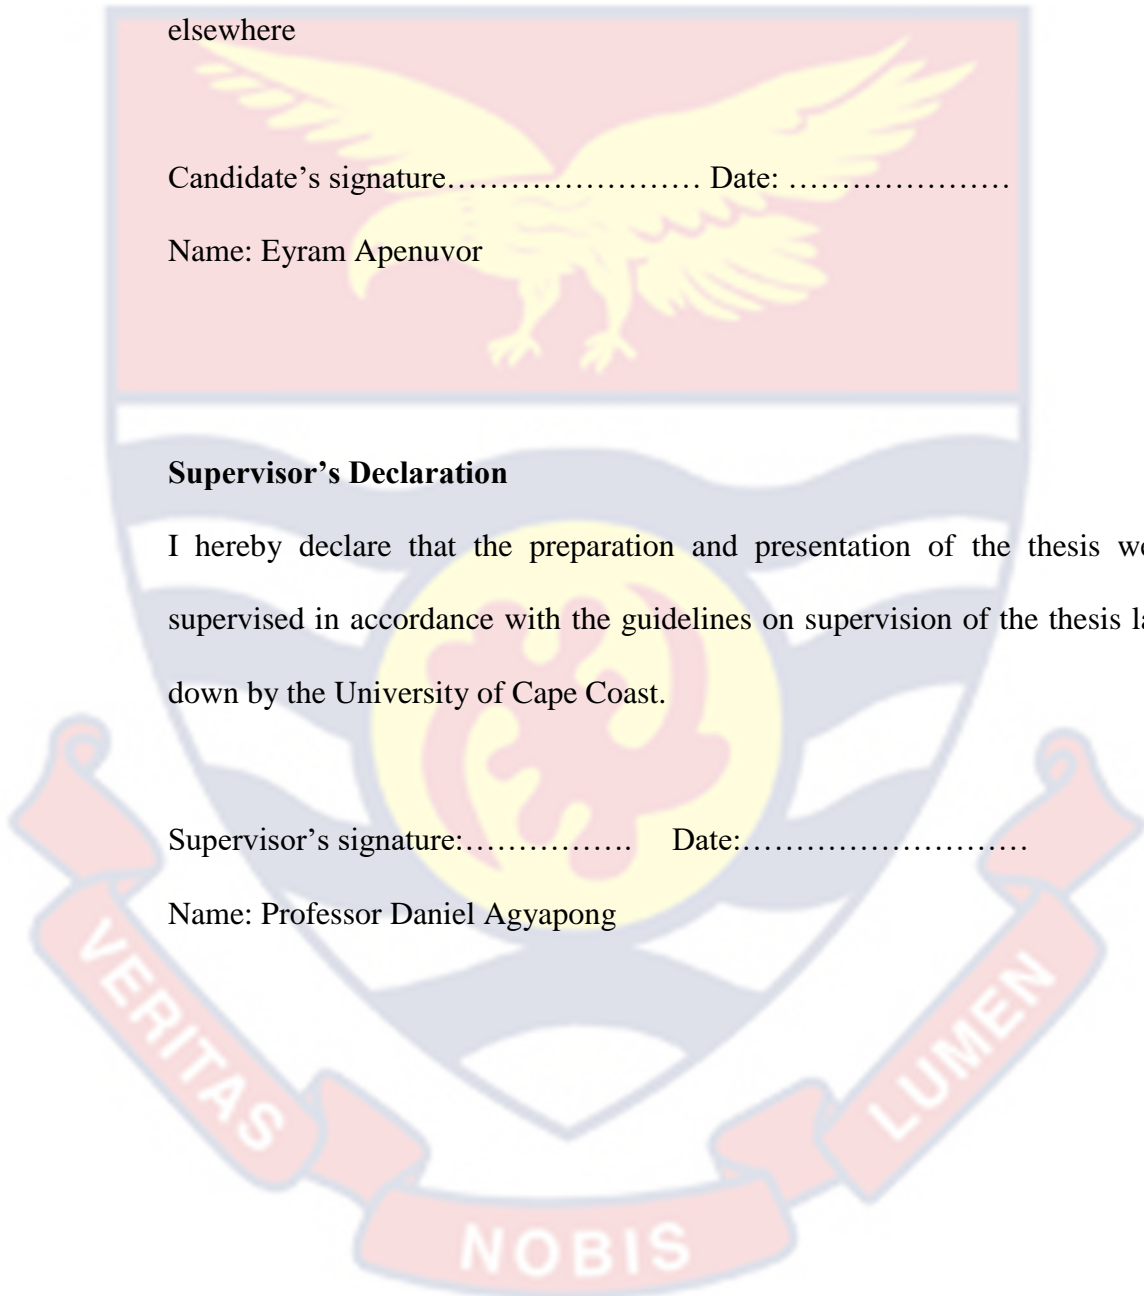 elsewhere
Candidate’s signature…………………… Date: …………………
Name: Eyram Apenuvor
Supervisor’s Declaration
I hereby declare that the preparation and presentation of the thesis we
supervised in accordance with the guidelines on supervision of the thesis la
down by the University of Cape Coast.
Supervisor’s signature:……………. Date:………………………
Name: Professor Daniel Agyapong
VERITAS
NOBIS
LUMEN